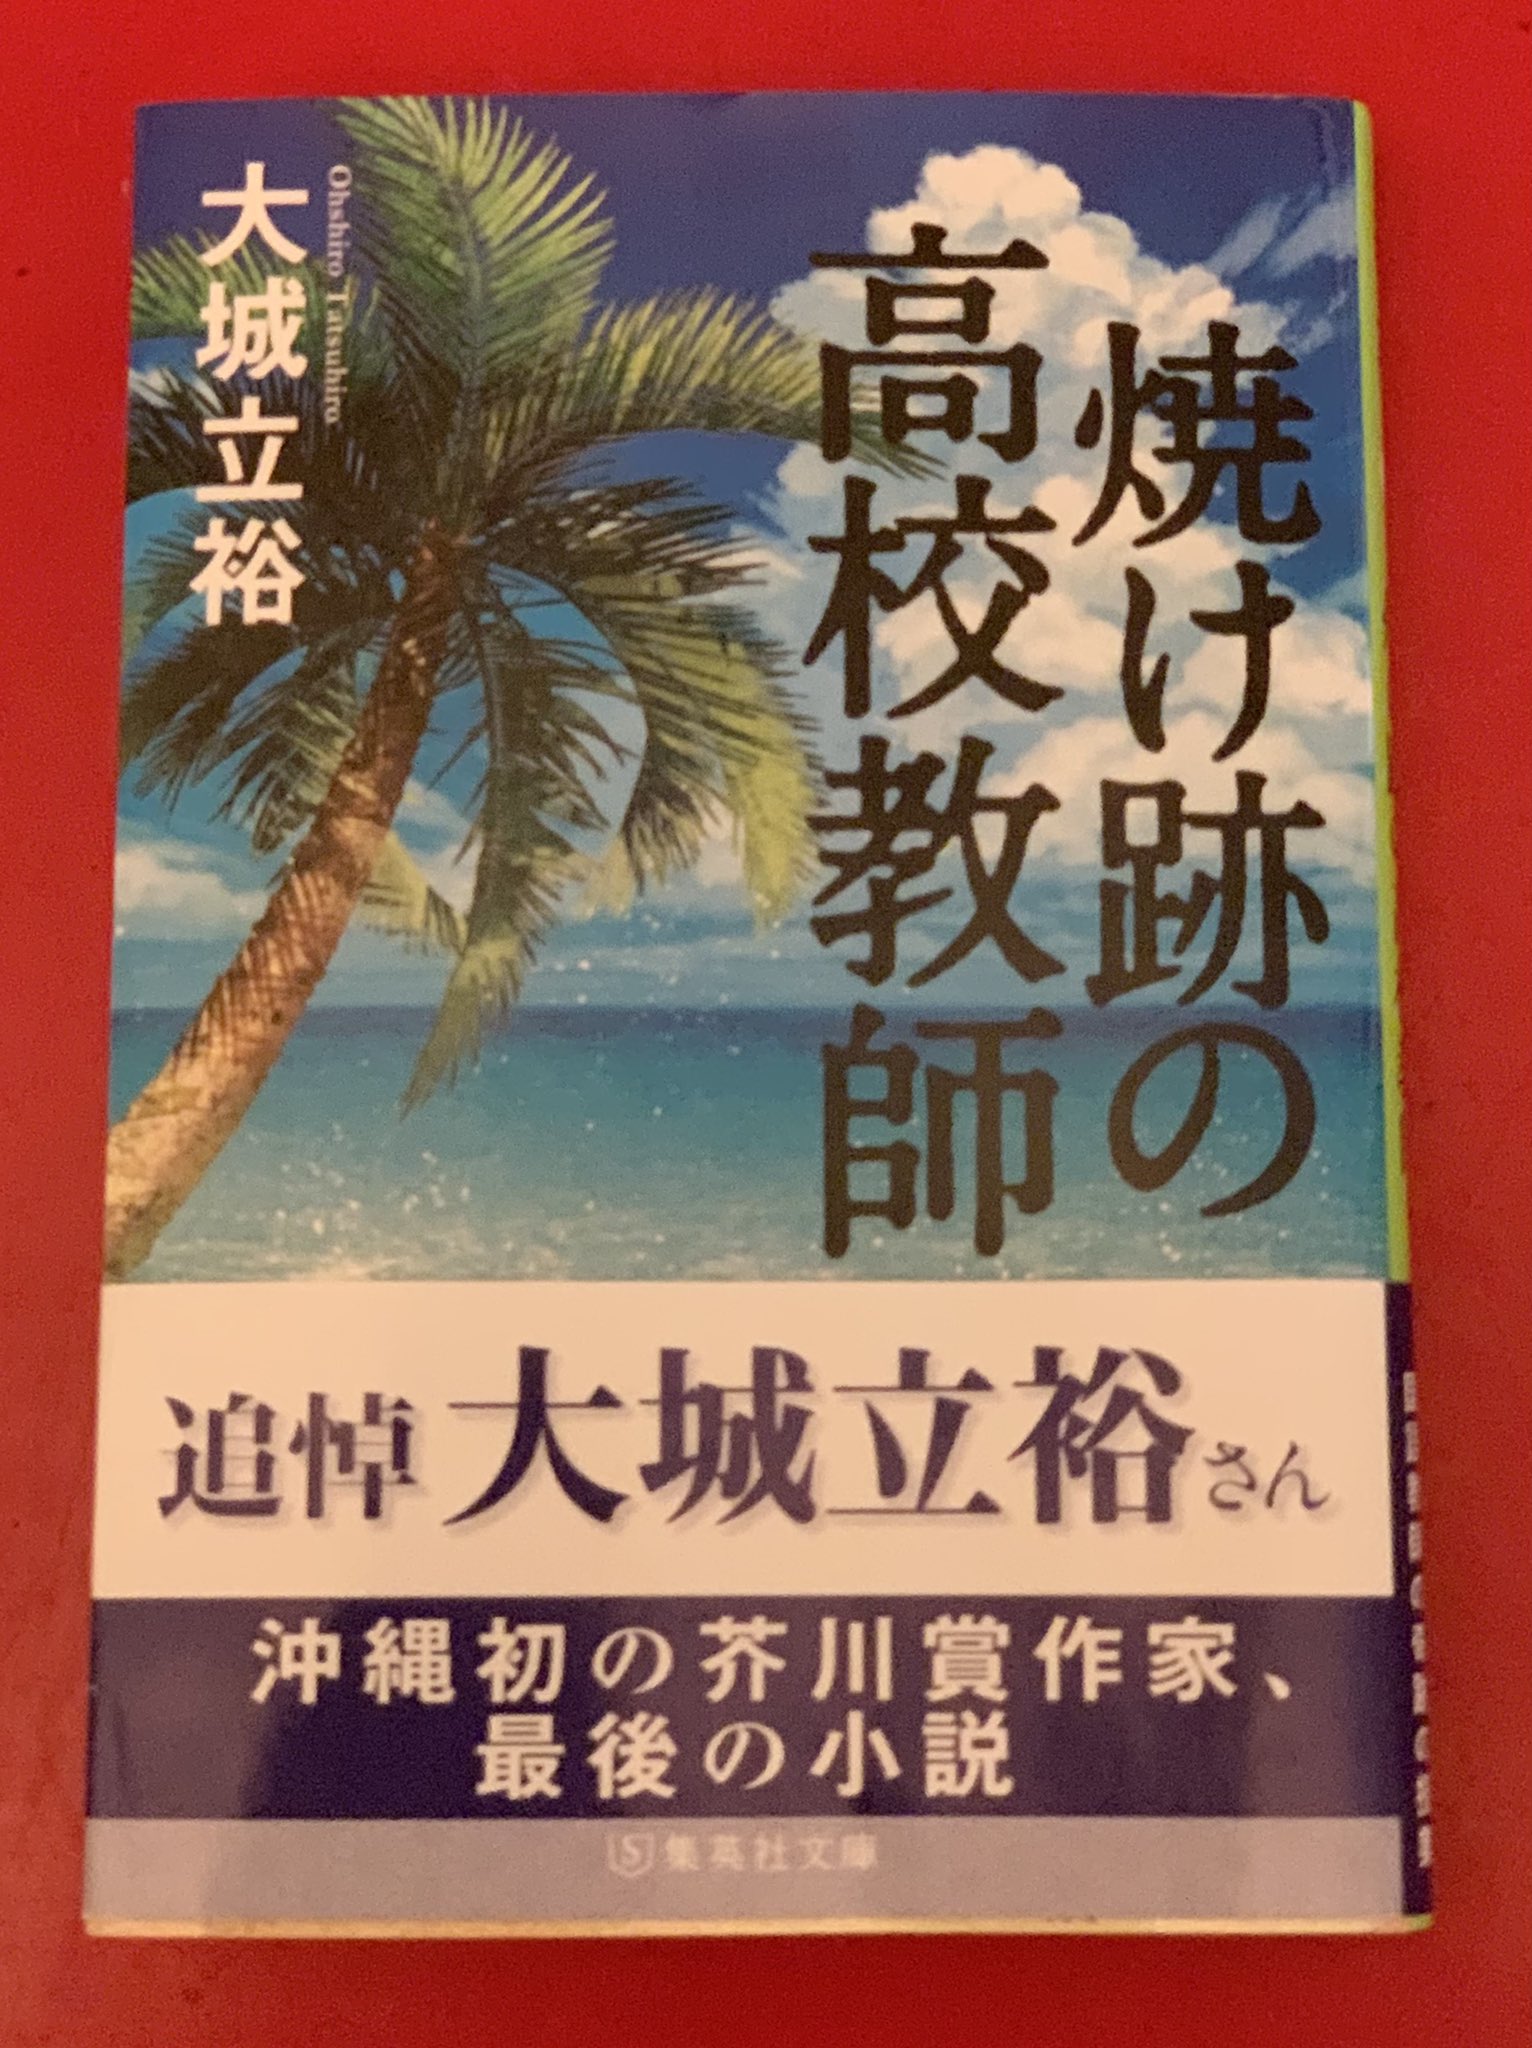 焼け跡の
高校教師
大城立裕
Ohshiro Tatsuhiro
追悼 大城立裕さん
沖縄初の芥川賞作家、
最後の小説
S 集英社文庫